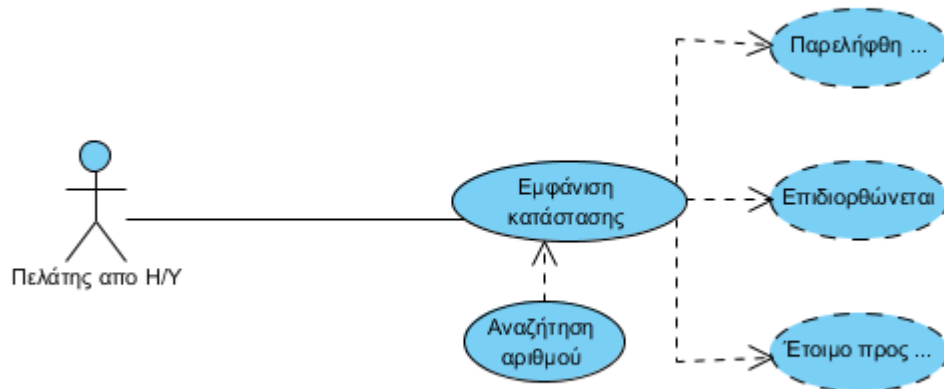 Παρελήφθη ...
Εμφάνιση
κατάστασης
Επιδιορθώνεται
Πελάτης απο Η/Υ
Αναζήτηση
αριθμού
Έτοιμο προς ...